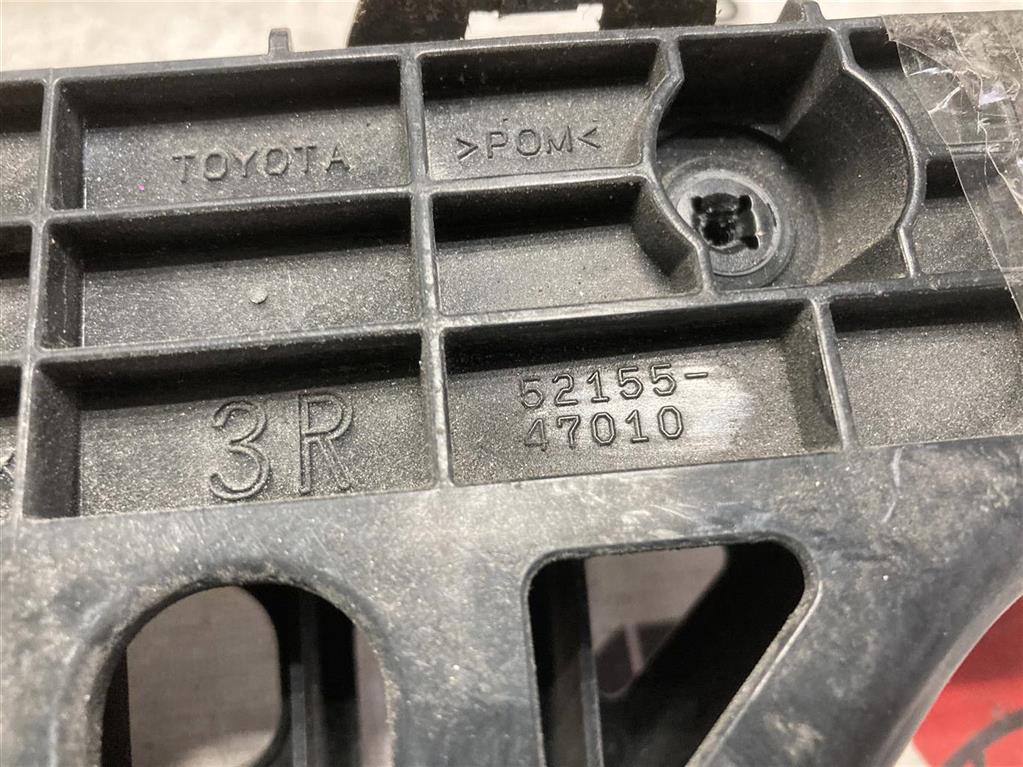 TOYOTA
>POM<
3R
52155-
47010